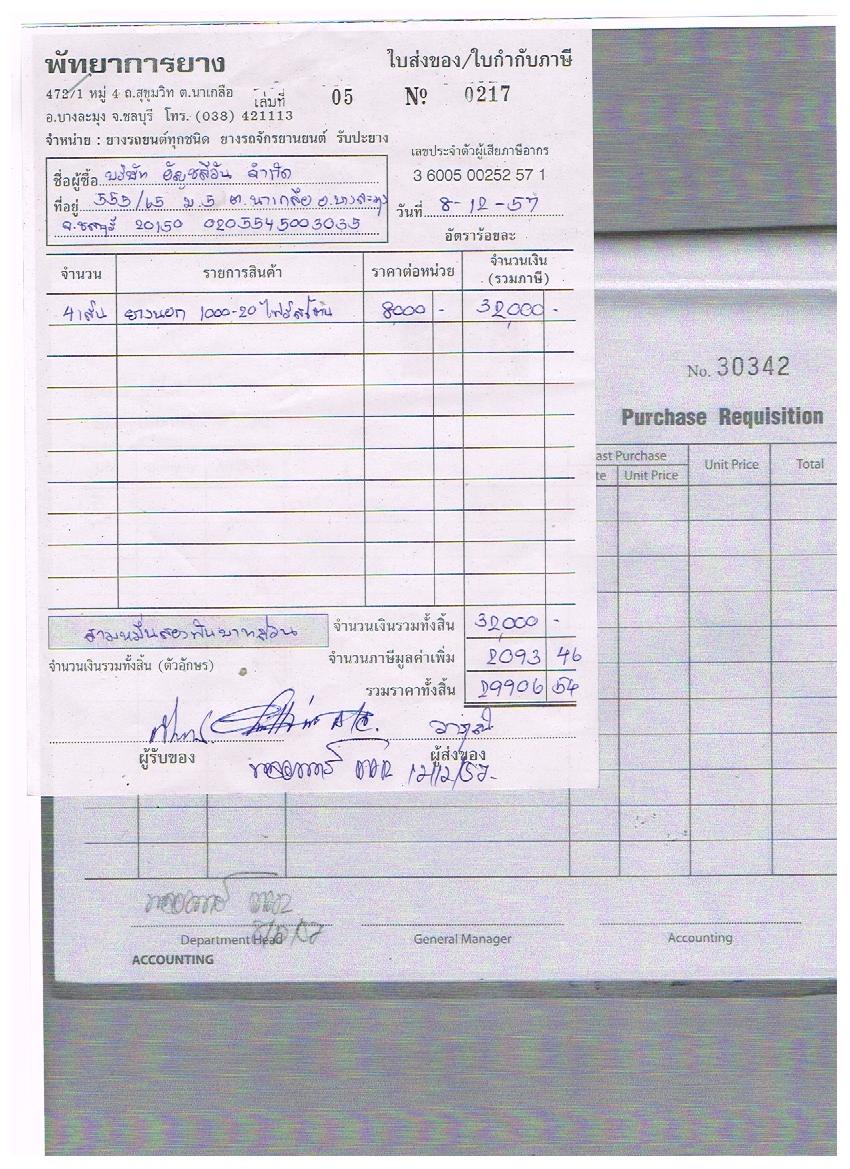 พัทยาการยาง ใบส่งของ/ใบกำกับภาษี
472/1 หมู่ 4 ถ.สุขุมวิท ต.นาเกลือ เล่มที่ 05 Nº 0217
อ.บางละมุง จ.ชลบุรี โทร. (038) 421113
จำหน่าย : ยางรถยนต์ทุกชนิด ยางรถจักรยานยนต์ รับปะยาง
เลขประจำตัวผู้เสียภาษีอากร
3 6005 00252 57 1
ชื่อผู้ซื้อ บริษัท จำกัด
ที่อยู่ 555/65 ม.5 ต.นาเกลือ อ.บางละมุง
จ.ชลบุรี 20150 0205545003035
วันที่ 8-12-57
อัตราร้อยละ
จำนวน รายการสินค้า ราคาต่อหน่วย จำนวนเงิน
(รวมภาษี)
4 เส้น ยางนอก 1000-20 ไฟร์สโตน 8000 - 32,000 -
No. 30342
Purchase Requisition
ast Purchase Unit Price Total
te Unit Price
สามหมื่นสองพันบาทถ้วน จำนวนเงินรวมทั้งสิ้น 32,000 -
จำนวนเงินรวมทั้งสิ้น (ตัวอักษร) จำนวนภาษีมูลค่าเพิ่ม 2093 46
รวมราคาทั้งสิ้น 29906 54
ผู้รับของ ผู้ส่งของ
12/12/57-
Department Head General Manager Accounting
ACCOUNTING